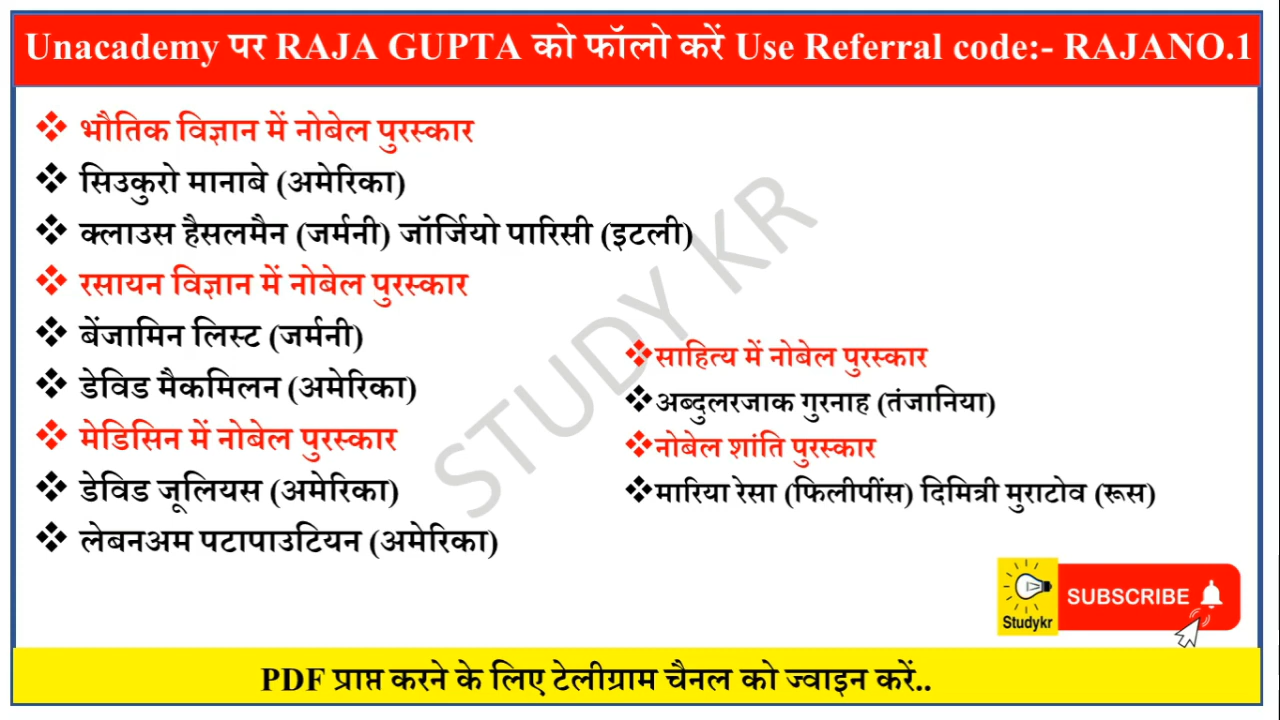 Unacademy पर RAJA GUPTA को फॉलो करें Use Referral code:- RAJANO.1
भौतिक विज्ञान में नोबेल पुरस्कार
सिउकुरो मानाबे (अमेरिका)
क्लाउस हैसलमैन (जर्मनी) जॉर्जियो पारिसी (इटली)
रसायन विज्ञान में नोबेल पुरस्कार
बेंजामिन लिस्ट (जर्मनी)
डेविड मैकमिलन (अमेरिका)
मेडिसिन में नोबेल पुरस्कार
डेविड जूलियस (अमेरिका)
लेबनअम पटापाउटियन (अमेरिका)
साहित्य में नोबेल पुरस्कार
अब्दुलरजाक गुरनाह (तंजानिया)
नोबेल शांति पुरस्कार
मारिया रेसा (फिलीपींस) दिमित्री मुराटोव (रूस)
STUDY KR
Studykr
SUBSCRIBE
PDF प्राप्त करने के लिए टेलीग्राम चैनल को ज्वाइन करें..